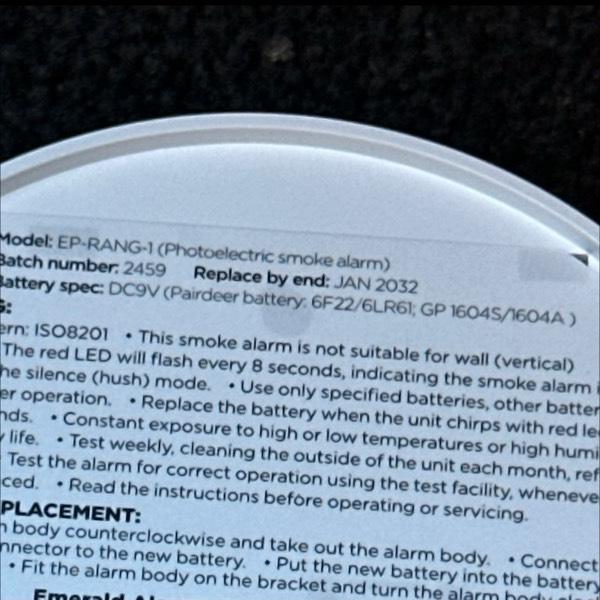 Model: EP-RANG-1 (Photoelectric smoke alarm)
Batch number: 2459 Replace by end: JAN 2032
Battery spec: DC9V (Pairdeer battery: 6F22/6LR61; GP 1604S/1604A )
G:
ern: ISO8201 • This smoke alarm is not suitable for wall (vertical)
The red LED will flash every 8 seconds, indicating the smoke alarm i
he silence (hush) mode. • Use only specified batteries, other batter
er operation. • Replace the battery when the unit chirps with red le
nds. • Constant exposure to high or low temperatures or high humi
y life. • Test weekly, cleaning the outside of the unit each month, ref
Test the alarm for correct operation using the test facility, wheneve
ced. • Read the instructions before operating or servicing.
PLACEMENT:
n body counterclockwise and take out the alarm body. • Connect
nnector to the new battery. • Put the new battery into the battery
• Fit the alarm body on the bracket and turn the alarm body
Emerald